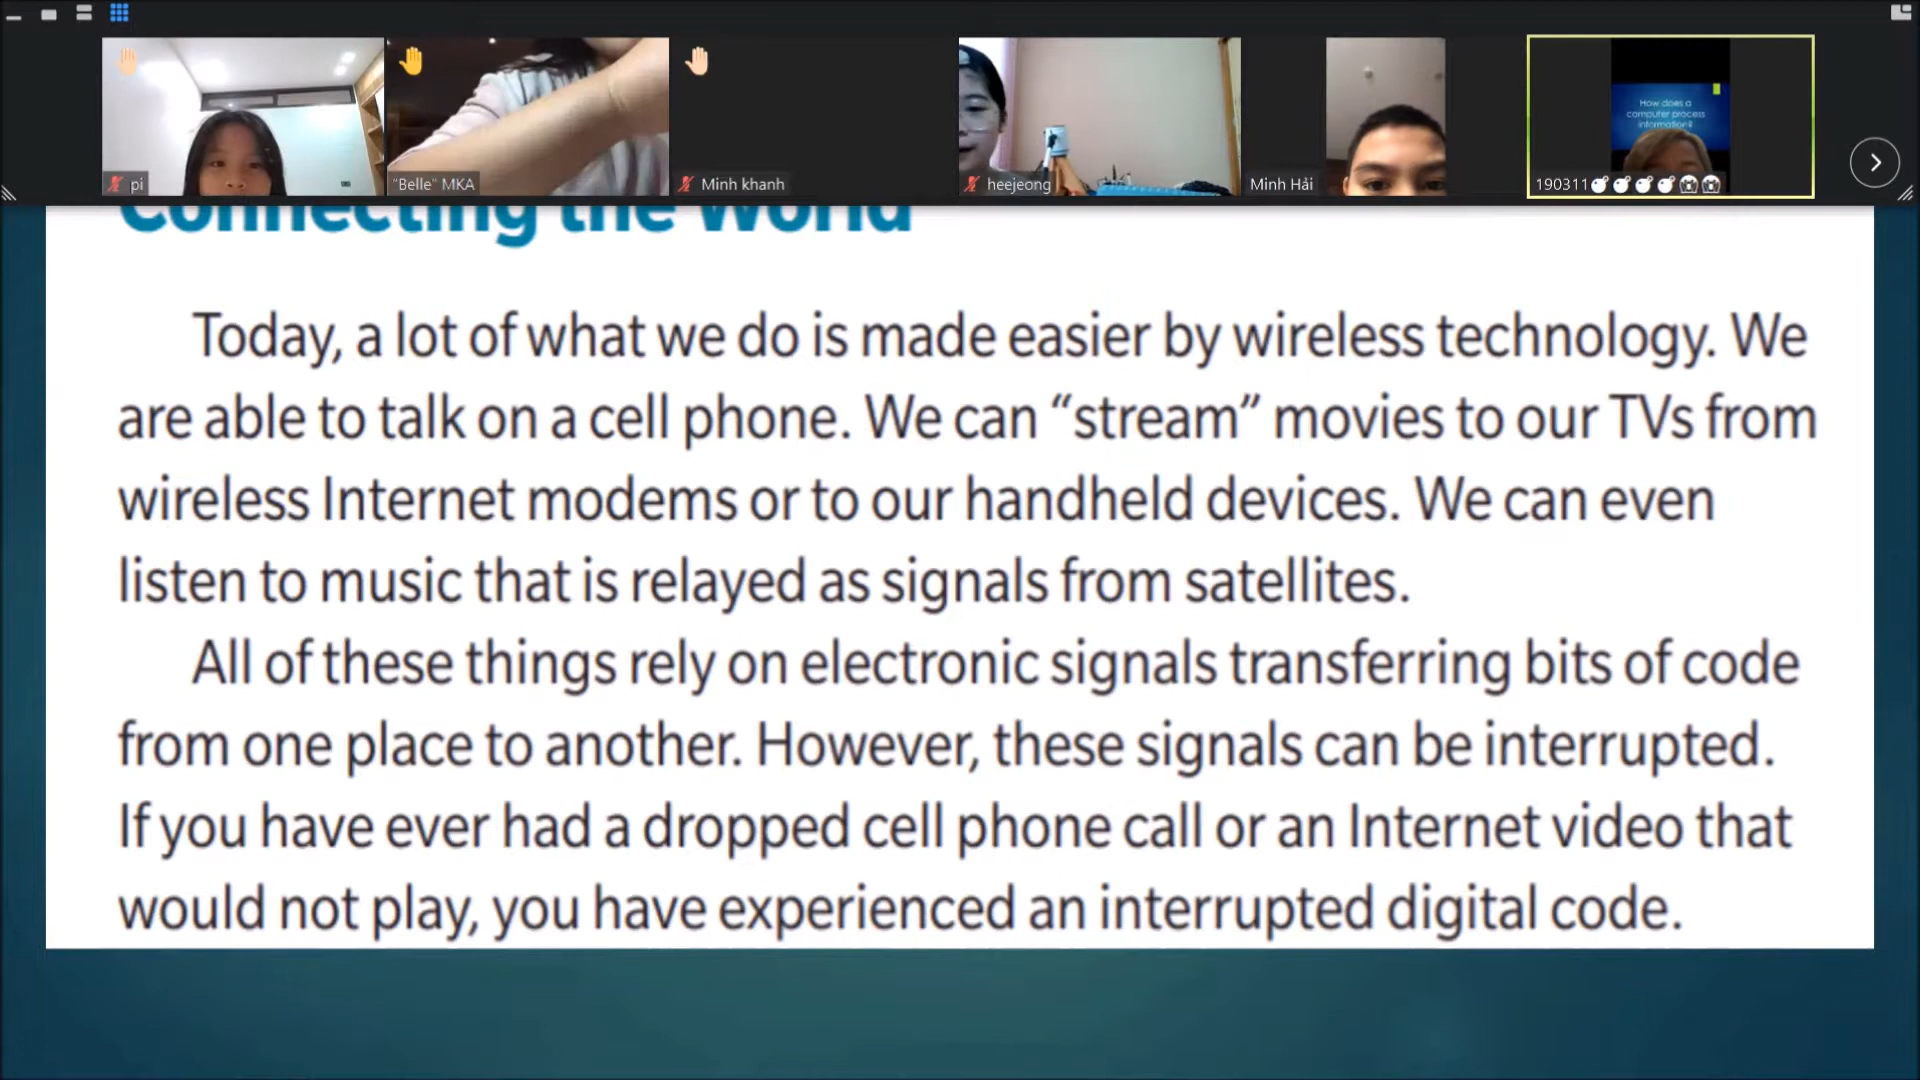 How does a
computer process
information?
pi
"Belle" MKA
Minh khanh
heejeong
Minh Hải
190311
Connecting the World
Today, a lot of what we do is made easier by wireless technology. We
are able to talk on a cell phone. We can “stream” movies to our TVs from
wireless Internet modems or to our handheld devices. We can even
listen to music that is relayed as signals from satellites.
All of these things rely on electronic signals transferring bits of code
from one place to another. However, these signals can be interrupted.
If you have ever had a dropped cell phone call or an Internet video that
would not play, you have experienced an interrupted digital code.